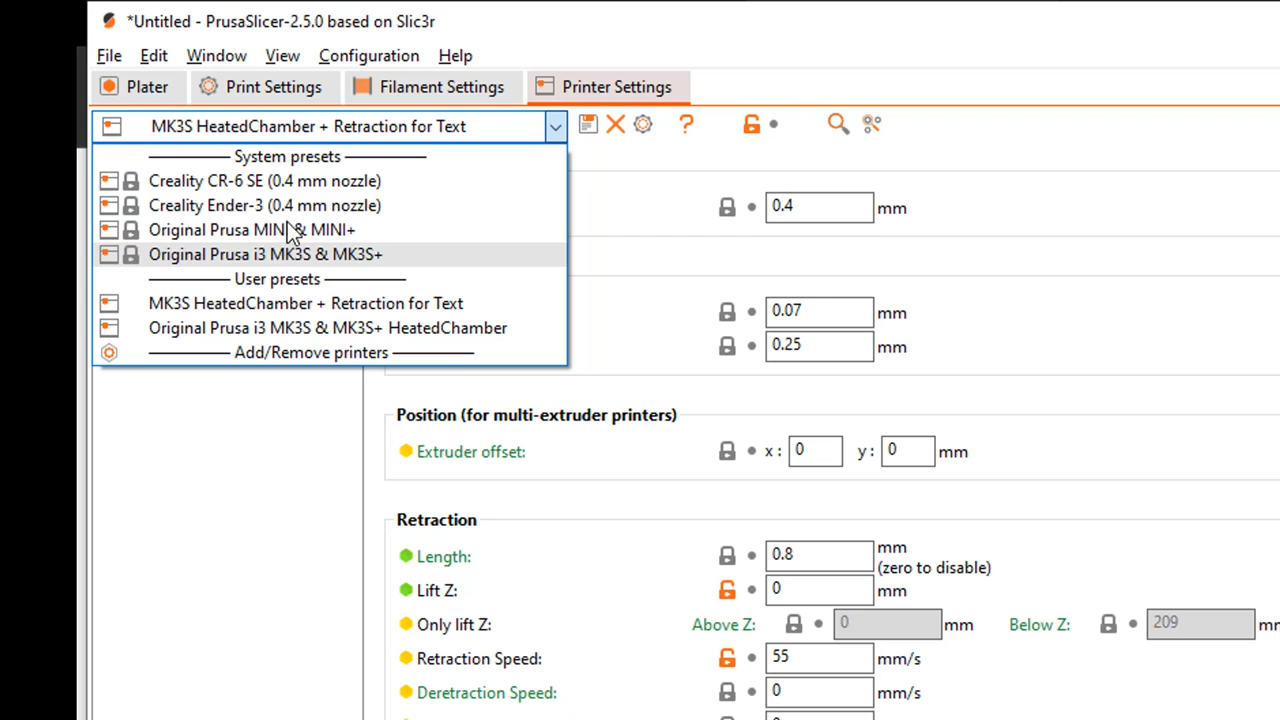 *Untitled - PrusaSlicer-2.5.0 based on Slic3r
File Edit Window View Configuration Help
Plater Print Settings Filament Settings Printer Settings
MK3S HeatedChamber + Retraction for Text
System presets
Creality CR-6 SE (0.4 mm nozzle)
Creality Ender-3 (0.4 mm nozzle)
0.4 mm
Original Prusa MINI & MINI+
Original Prusa i3 MK3S & MK3S+
User presets
MK3S HeatedChamber + Retraction for Text
0.07 mm
Original Prusa i3 MK3S & MK3S+ HeatedChamber
0.25 mm
Add/Remove printers
Position (for multi-extruder printers)
Extruder offset: x: 0 y: 0 mm
Retraction
Length: 0.8 mm
(zero to disable)
Lift Z: 0 mm
Only lift Z: Above Z: 0 mm Below Z: 209
Retraction Speed: 55 mm/s
Deretraction Speed: 0 mm/s